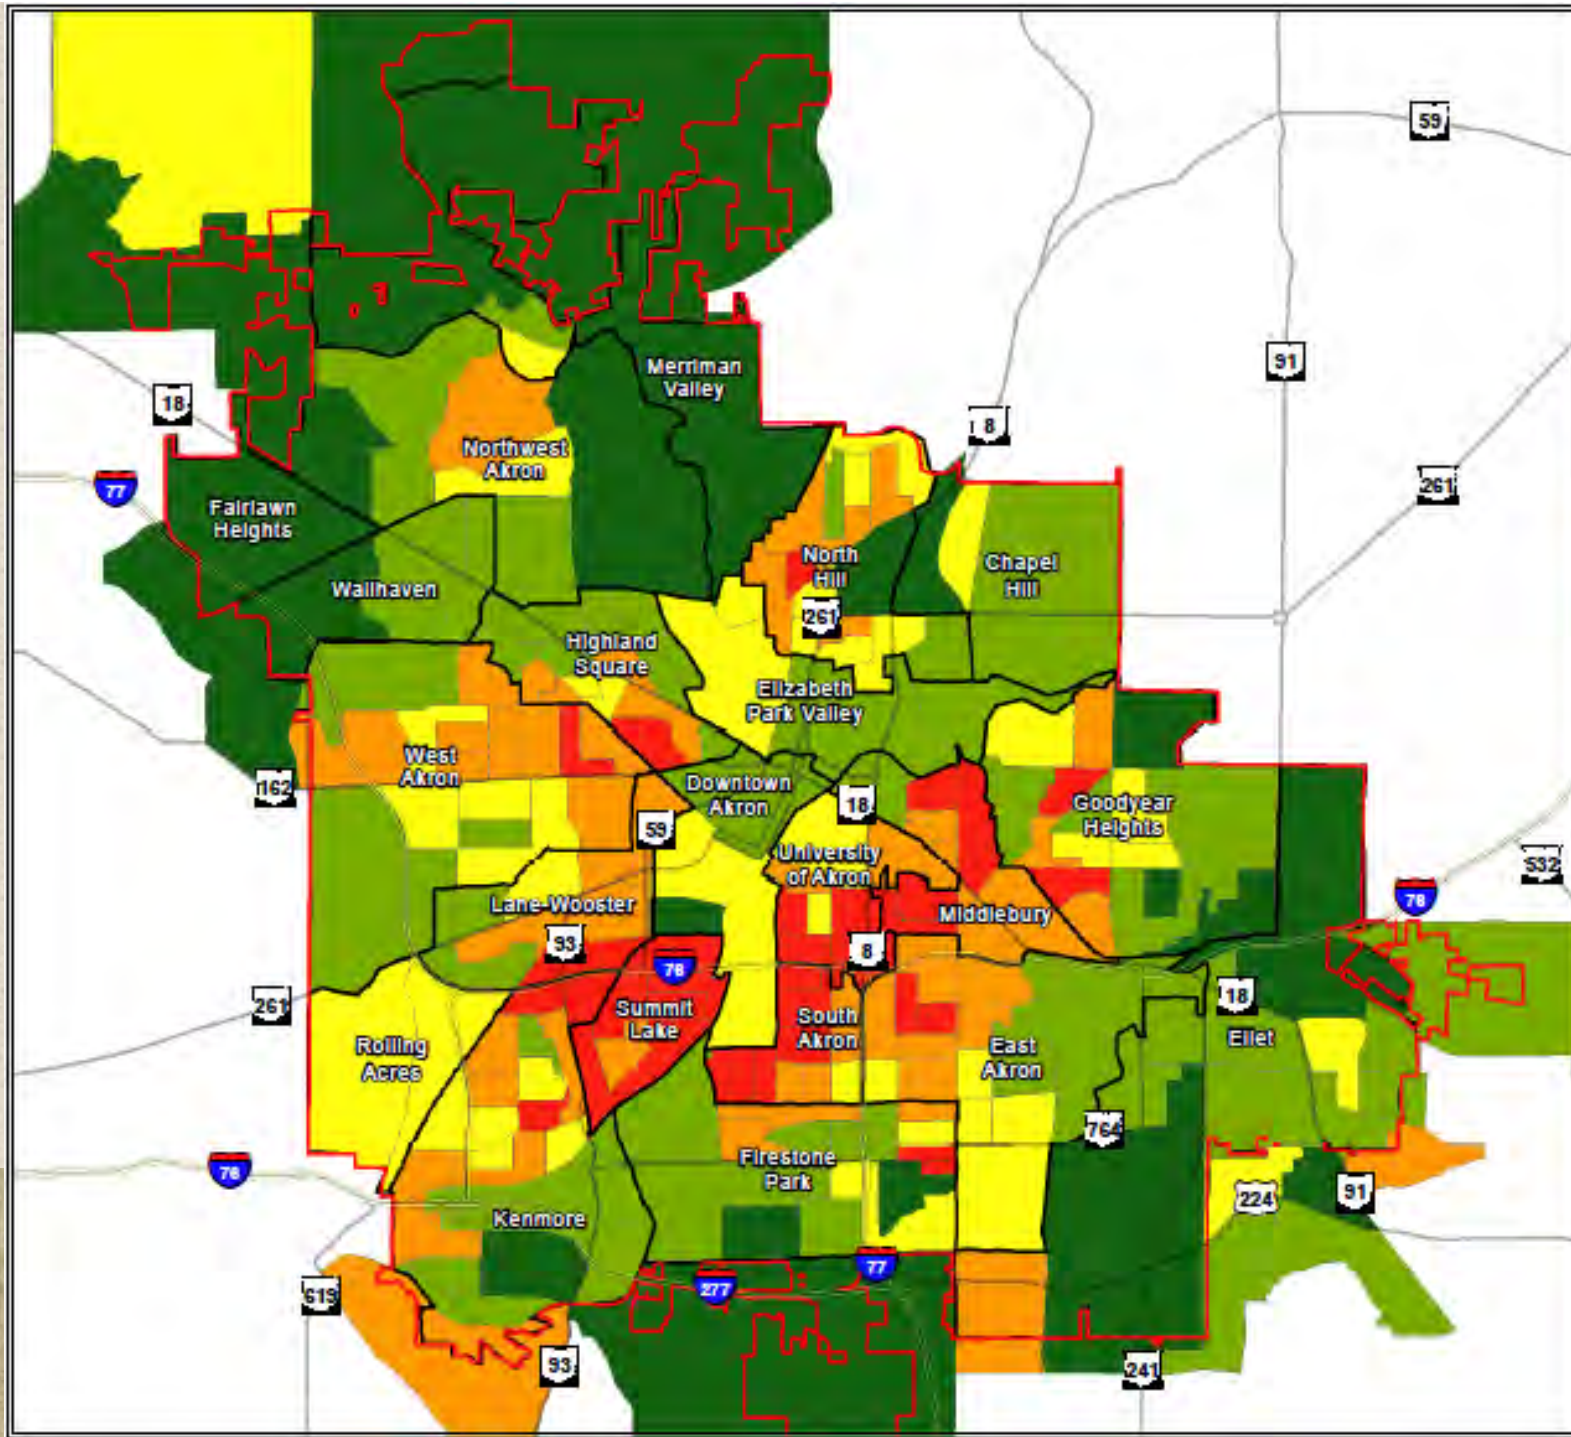 59
91
Merriman
Valley
18
8
Northwest
Akron
77
261
Fairlawn
Heights
North
Hill
Chapel
Hill
Wallhaven
261
Highland
Square
Elizabeth
Park Valley
West
Akron
162
Downtown
Akron
18
Goodyear
Heights
59
University
of Akron
532
76
Lane-Wooster
Middlebury
93
8
76
18
261
Summit
Lake
South
Akron
Ellet
Rolling
Acres
East
Akron
764
Firestone
Park
76
224
91
Kenmore
77
277
619
93
241